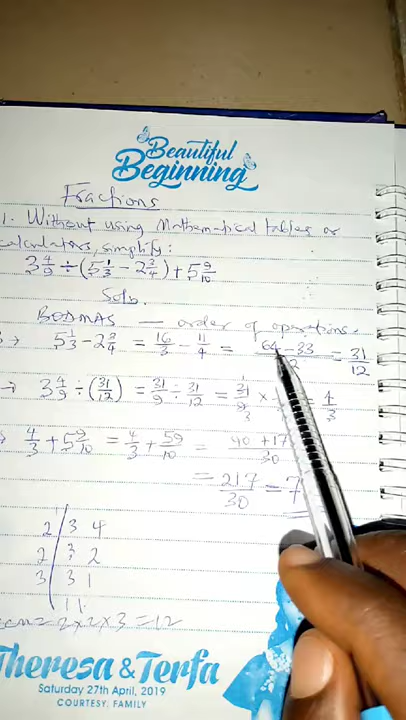 Beautiful
Beginning
Fractions
1. Without using Mathematical tables or
calculators, simplify:
3 4/9 ÷ (5 1/3 − 2 3/4) + 5 9/10
Soln.
BODMAS — order of operations.
→ 5 1/3 − 2 3/4 = 16/3 − 11/4 = 64 − 33 = 31/12
→ 3 4/9 ÷ (31/12) = 31/9 ÷ 31/12 = 31/9 × = 4/3
4/3 + 5 9/10 = 4/3 + 59/10 = 40 + 17 /30
= 217/30 = 7
2 | 3 4
2 | 3 2
3 | 3 1
1 1
= 2 × 2 × 3 = 12
Theresa & Terfa
Saturday 27th April, 2019
COURTESY: FAMILY